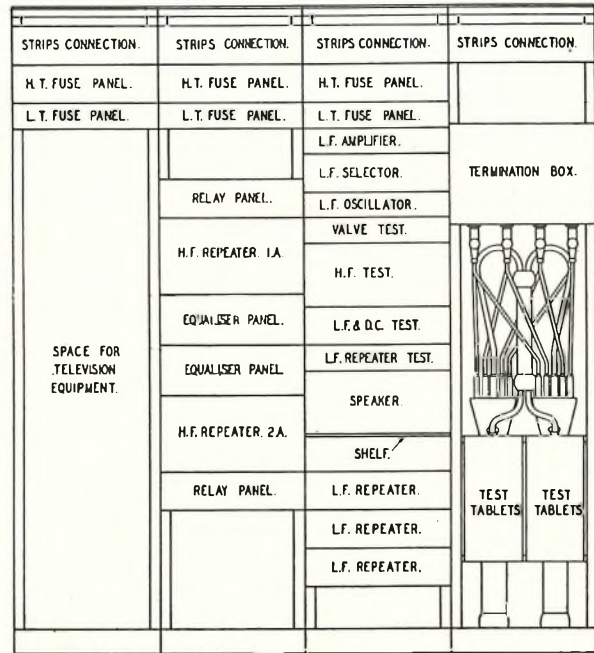 STRIPS CONNECTION.
H.T. FUSE PANEL.
L.T. FUSE PANEL.
SPACE FOR
TELEVISION
EQUIPMENT.
STRIPS CONNECTION.
H.T. FUSE PANEL.
L.T. FUSE PANEL.
RELAY PANEL.
H.F. REPEATER. 1.A.
EQUALISER PANEL.
EQUALISER PANEL
H.F. REPEATER. 2.A.
RELAY PANEL.
STRIPS CONNECTION.
H.T. FUSE PANEL.
L.T. FUSE PANEL.
L.F. AMPLIFIER.
L.F. SELECTOR.
L.F. OSCILLATOR.
VALVE TEST.
H.F. TEST.
L.F. & D.C. TEST.
L.F. REPEATER TEST.
SPEAKER.
SHELF.
L.F. REPEATER.
L.F. REPEATER.
L.F. REPEATER.
STRIPS CONNECTION.
TERMINATION BOX.
TEST
TABLETS
TEST
TABLETS